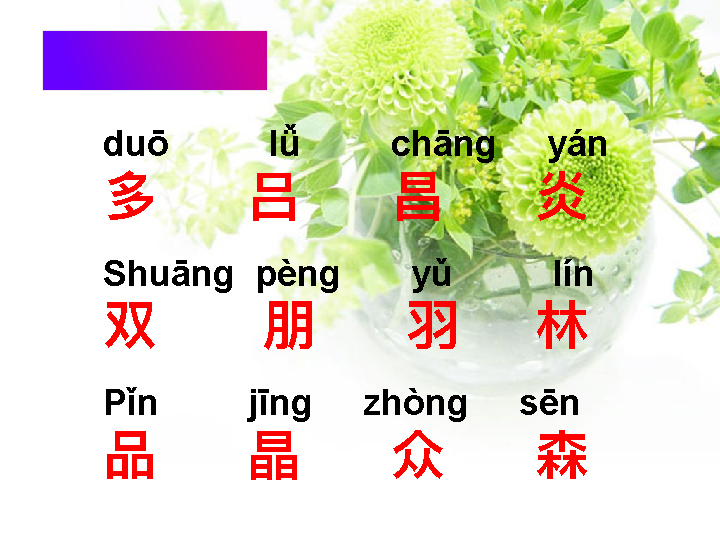 duō lǚ chāng yán
多 吕 昌 炎
Shuāng pèng yǔ lín
双 朋 羽 林
Pǐn jīng zhòng sēn
品 晶 众 森